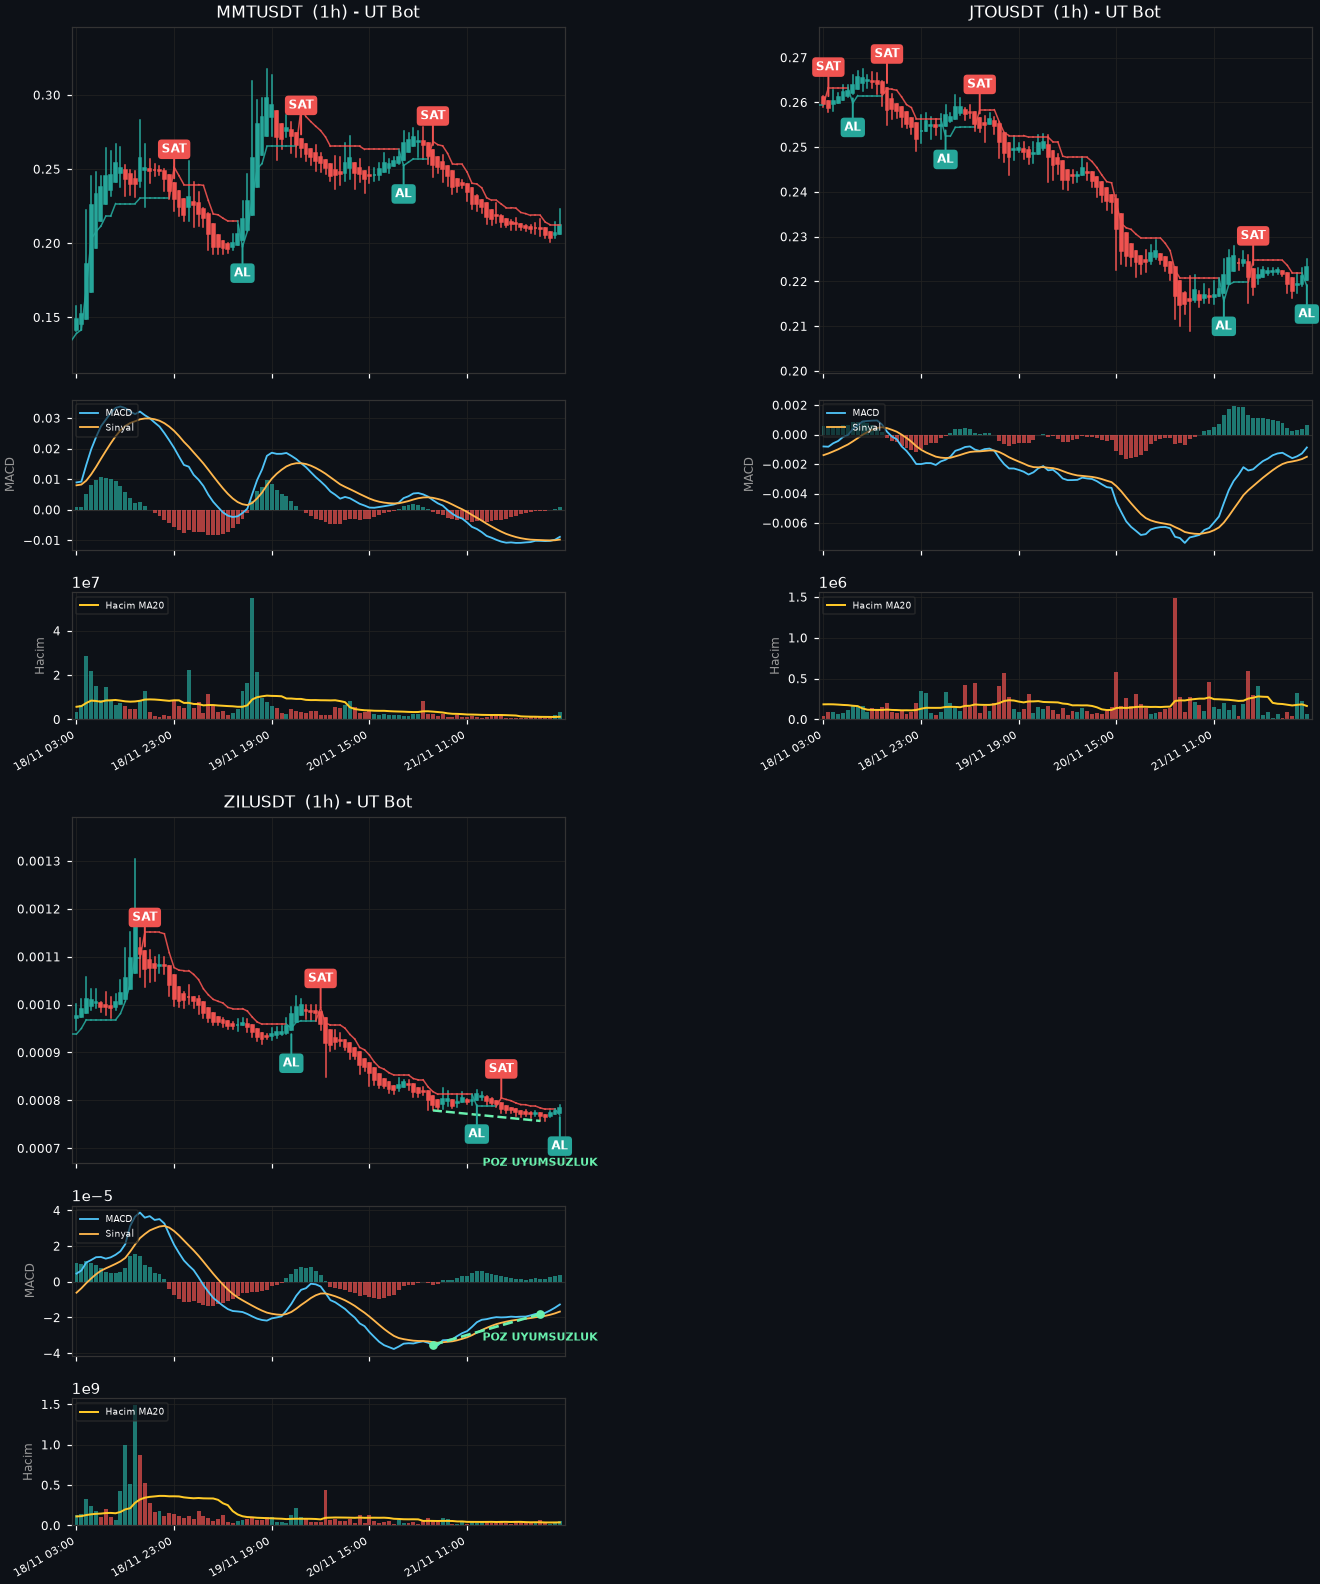 MMTUSDT (1h) - UT Bot
0.30
0.25
0.20
0.15
SAT
AL
SAT
AL
SAT
MACD
MACD
Sinyal
0.03
0.02
0.01
0.00
−0.01
1e7
Hacim
Hacim MA20
4
2
0
18/11 03:00
18/11 23:00
19/11 19:00
20/11 15:00
21/11 11:00
JTOUSDT (1h) - UT Bot
0.27
0.26
0.25
0.24
0.23
0.22
0.21
0.20
SAT
AL
SAT
AL
SAT
AL
SAT
AL
MACD
MACD
Sinyal
0.002
0.000
−0.002
−0.004
−0.006
1e6
Hacim MA20
1.5
1.0
0.5
0.0
Hacim
18/11 03:00
18/11 23:00
19/11 19:00
20/11 15:00
21/11 11:00
ZILUSDT (1h) - UT Bot
0.0013
0.0012
0.0011
0.0010
0.0009
0.0008
0.0007
SAT
AL
SAT
AL
SAT
AL
POZ UYUMSUZLUK
1e−5
MACD
MACD
Sinyal
4
2
0
−2
−4
POZ UYUMSUZLUK
1e9
Hacim
Hacim MA20
1.5
1.0
0.5
0.0
18/11 03:00
18/11 23:00
19/11 19:00
20/11 15:00
21/11 11:00